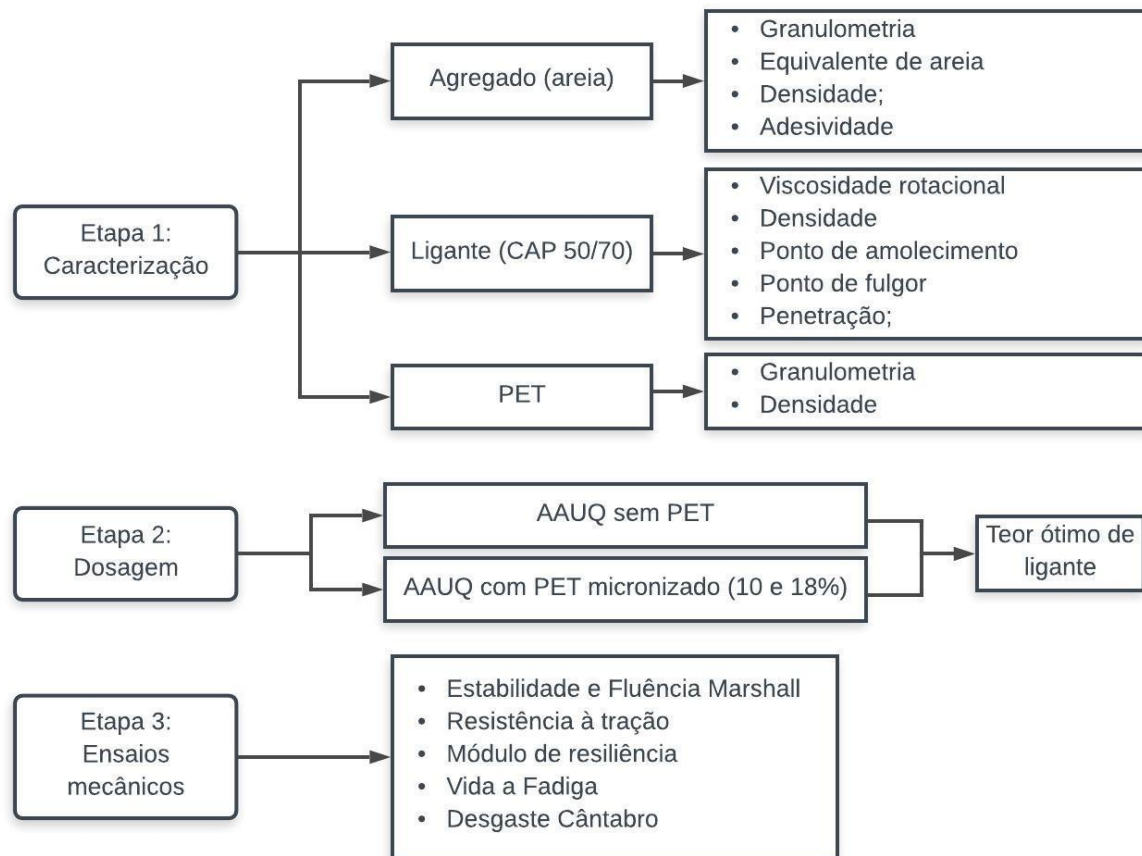 Etapa 1:
Caracterização
Agregado (areia)
• Granulometria
• Equivalente de areia
• Densidade;
• Adesividade
Ligante (CAP 50/70)
• Viscosidade rotacional
• Densidade
• Ponto de amolecimento
• Ponto de fulgor
• Penetração;
PET
• Granulometria
• Densidade
Etapa 2:
Dosagem
AAUQ sem PET
AAUQ com PET micronizado (10 e 18%)
Teor ótimo de
ligante
Etapa 3:
Ensaios
mecânicos
• Estabilidade e Fluência Marshall
• Resistência à tração
• Módulo de resiliência
• Vida a Fadiga
• Desgaste Cântabro